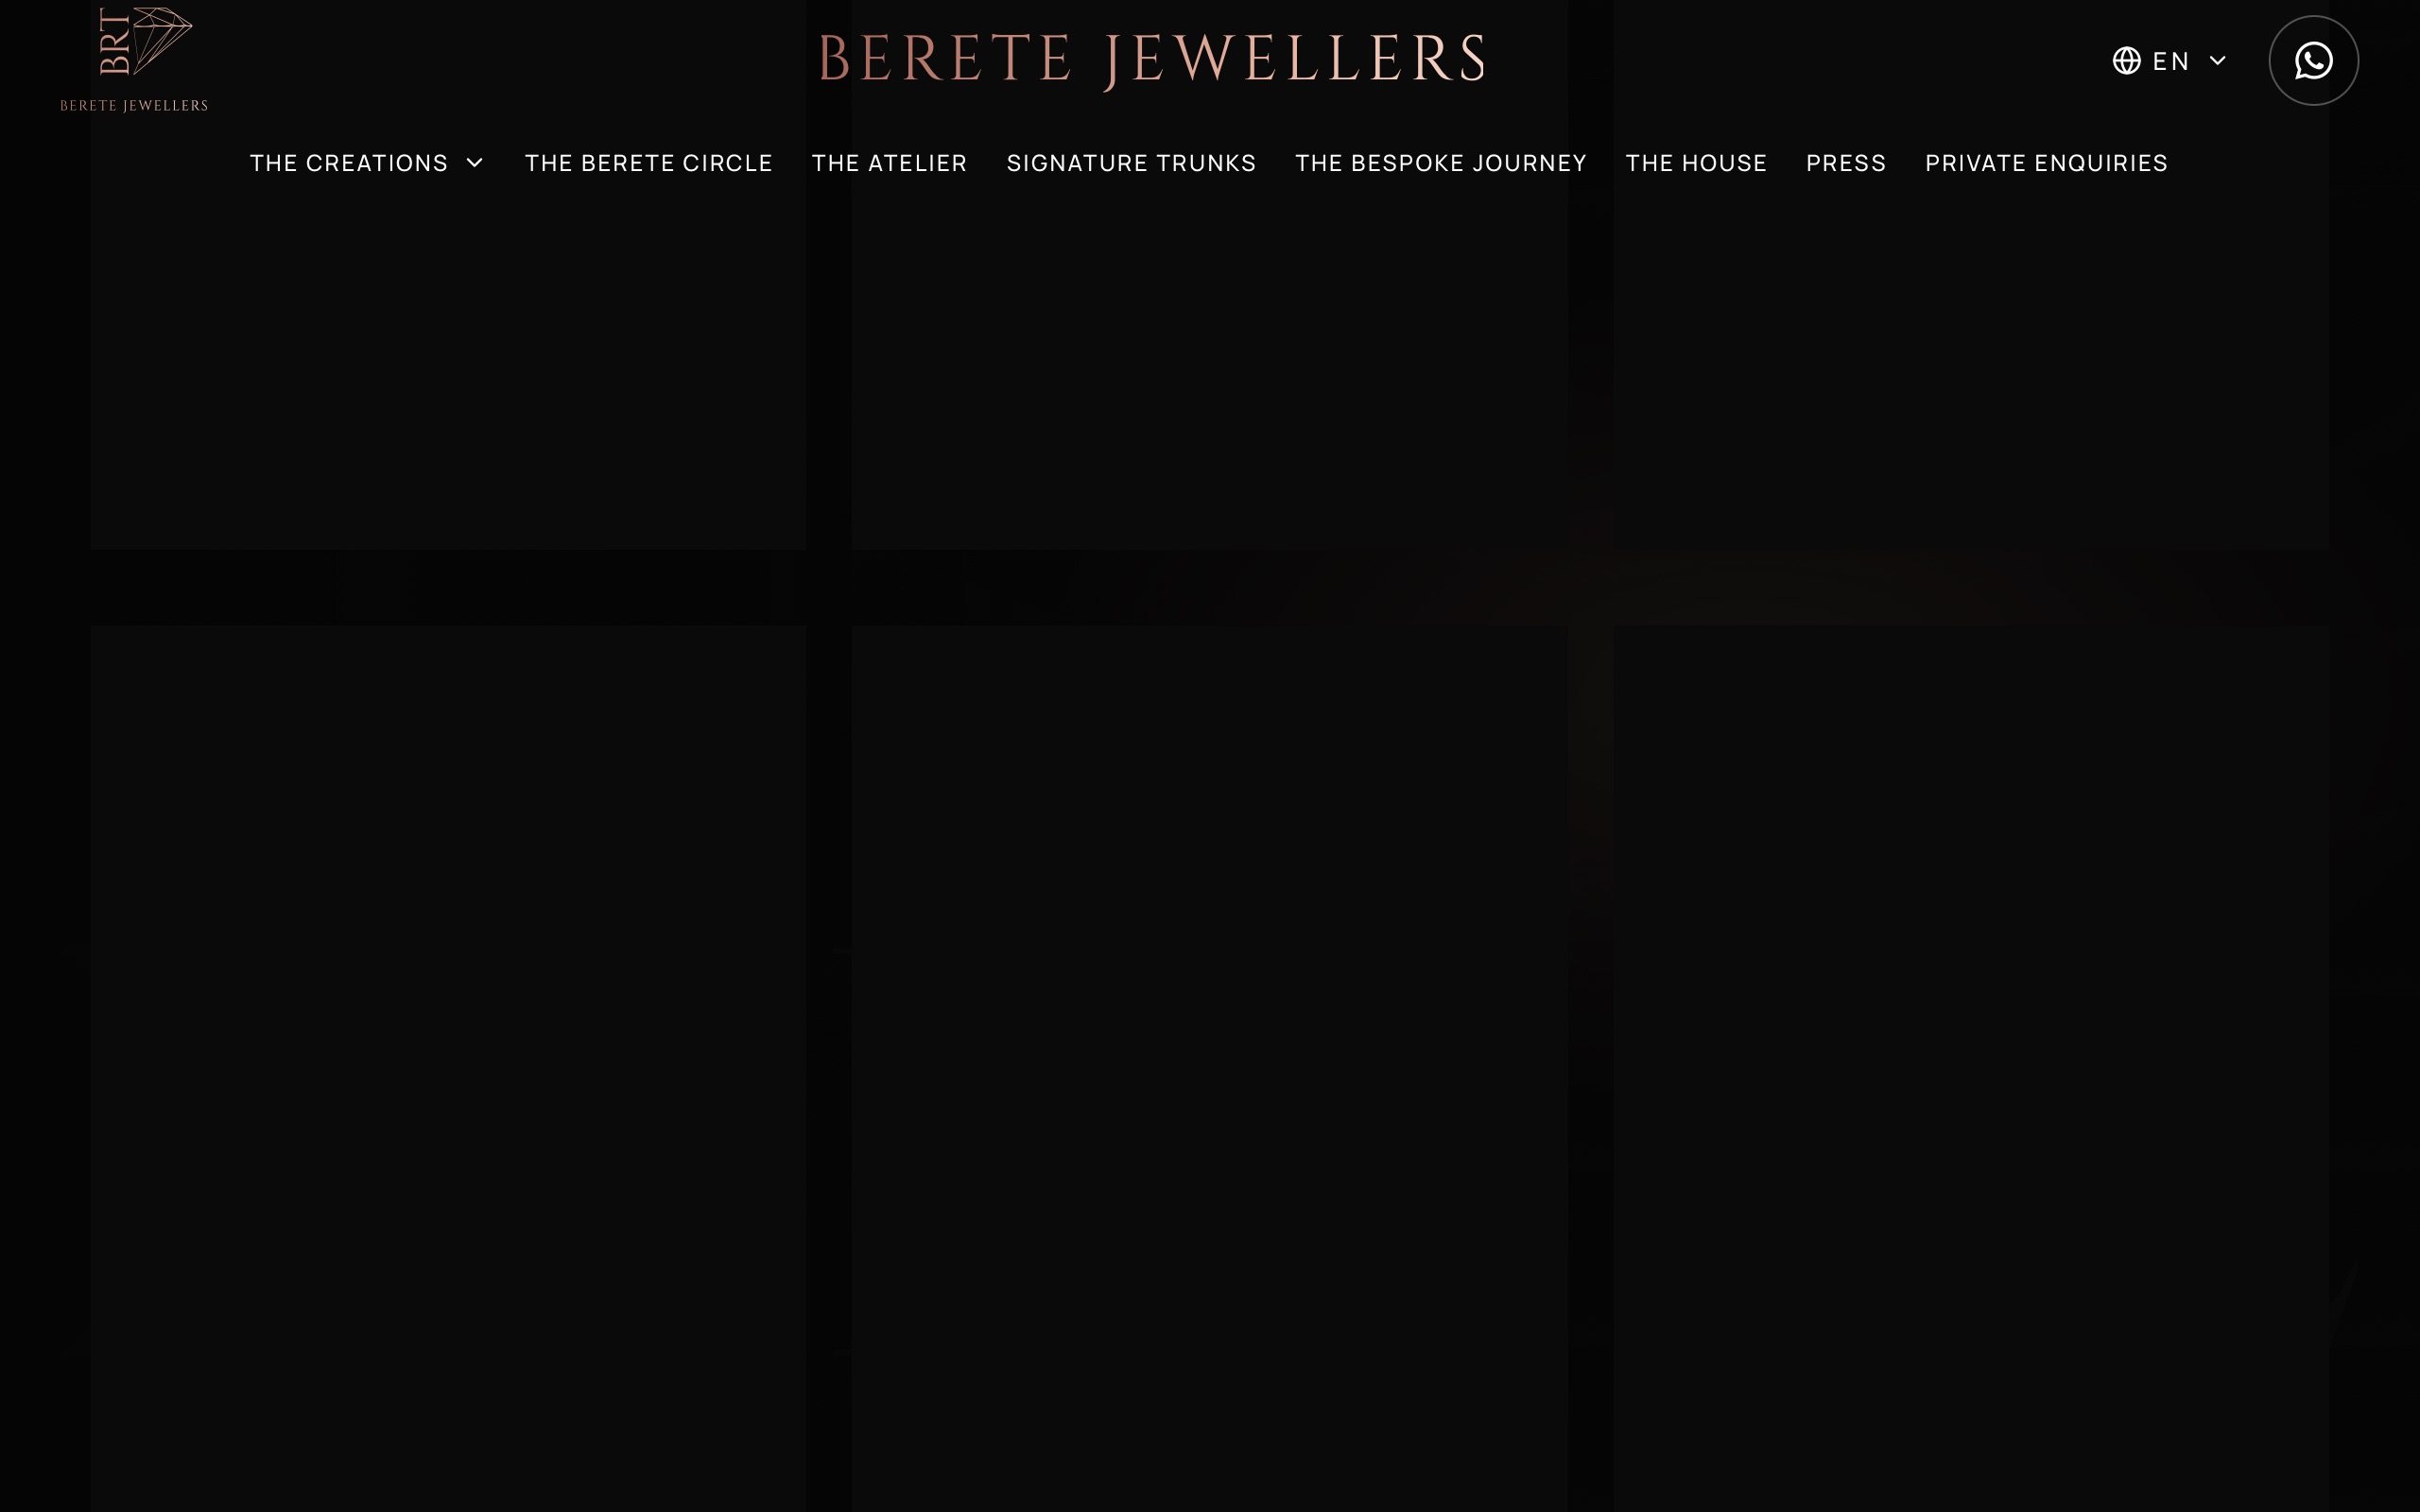 BRT
BERETE JEWELLERS
BERETE JEWELLERS
EN
THE CREATIONS THE BERETE CIRCLE THE ATELIER SIGNATURE TRUNKS THE BESPOKE JOURNEY THE HOUSE PRESS PRIVATE ENQUIRIES